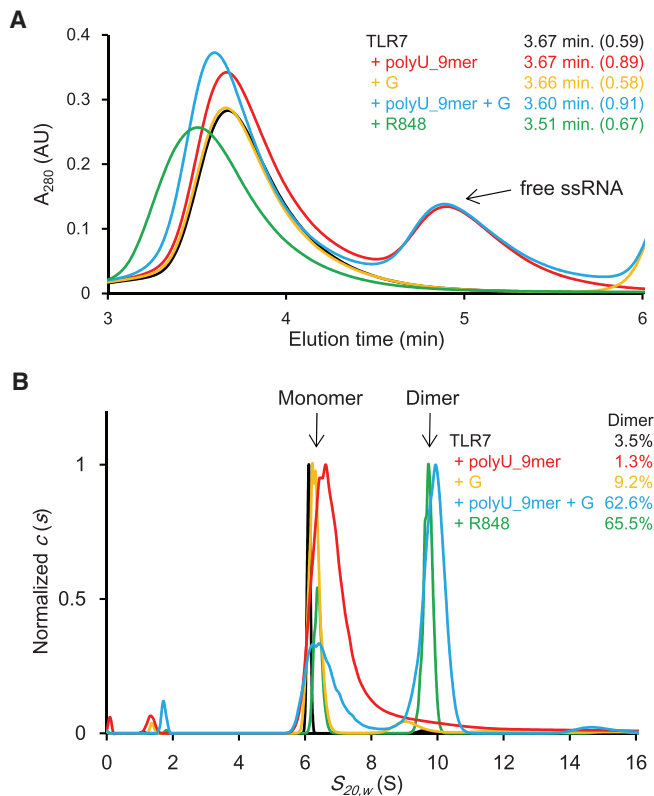 A
0.4
0.3
0.2
0.1
0
A280 (AU)
TLR7 3.67 min. (0.59)
+ polyU_9mer 3.67 min. (0.89)
+ G 3.66 min. (0.58)
+ polyU_9mer + G 3.60 min. (0.91)
+ R848 3.51 min. (0.67)
free ssRNA
3 4 5 6
Elution time (min)
B
Monomer Dimer
Dimer
TLR7 3.5%
+ polyU_9mer 1.3%
+ G 9.2%
+ polyU_9mer + G 62.6%
+ R848 65.5%
1
0.5
0
Normalized c (s)
0 2 4 6 8 10 12 14 16
S20,w (S)